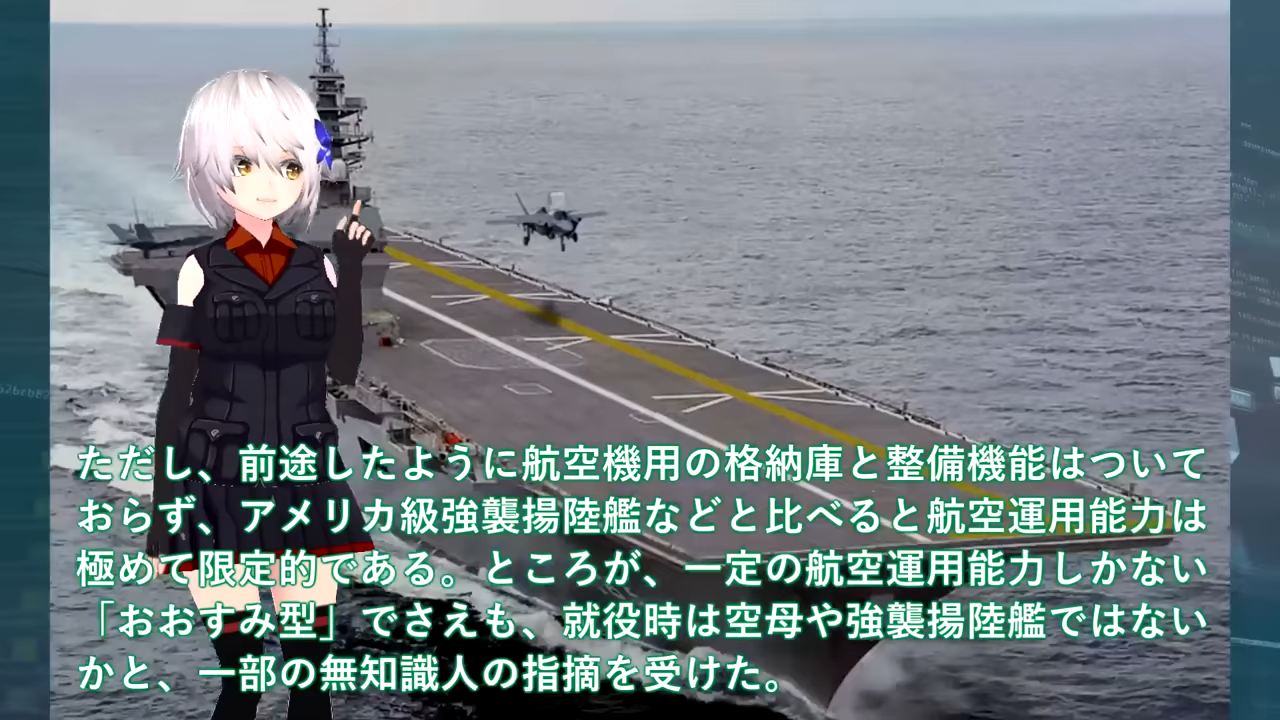 ただし、前途したように航空機用の格納庫と整備機能はついて
おらず、アメリカ級強襲揚陸艦などと比べると航空運用能力は
極めて限定的である。ところが、一定の航空運用能力しかない
「おおすみ型」でさえも、就役時は空母や強襲揚陸艦ではない
かと、一部の無知識人の指摘を受けた。